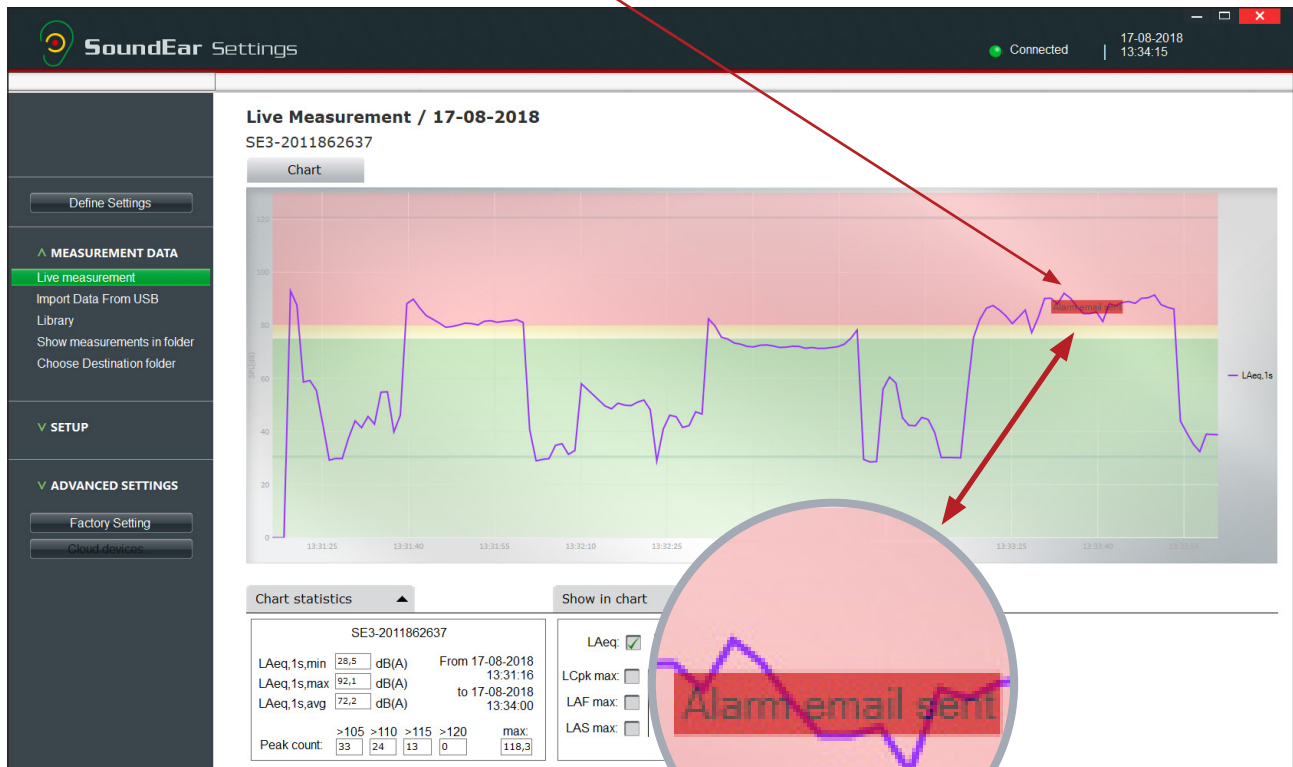 SoundEar Settings
Connected
17-08-2018
13:34:15
Live Measurement / 17-08-2018
SE3-2011862637
Chart
Define Settings
MEASUREMENT DATA
Live measurement
Import Data From USB
Library
Show measurements in folder
Choose Destination folder
SETUP
ADVANCED SETTINGS
Factory Setting
Cloud devices...
120
100
80
60
40
20
0
SPL(dB)
Alarm email sent
LAeq,1s
13:31:25 13:31:40 13:31:55 13:32:10 13:32:25 13:33:25 13:33:40
Chart statistics
SE3-2011862637
LAeq,1s,min 28,5 dB(A) From 17-08-2018
13:31:16
LAeq,1s,max 92,1 dB(A)
to 17-08-2018
LAeq,1s,avg 72,2 dB(A) 13:34:00
>105 >110 >115 >120 max:
Peak count: 33 24 13 0 118,3
Show in chart
LAeq:
LCpk max:
LAF max:
LAS max:
Alarm email sent